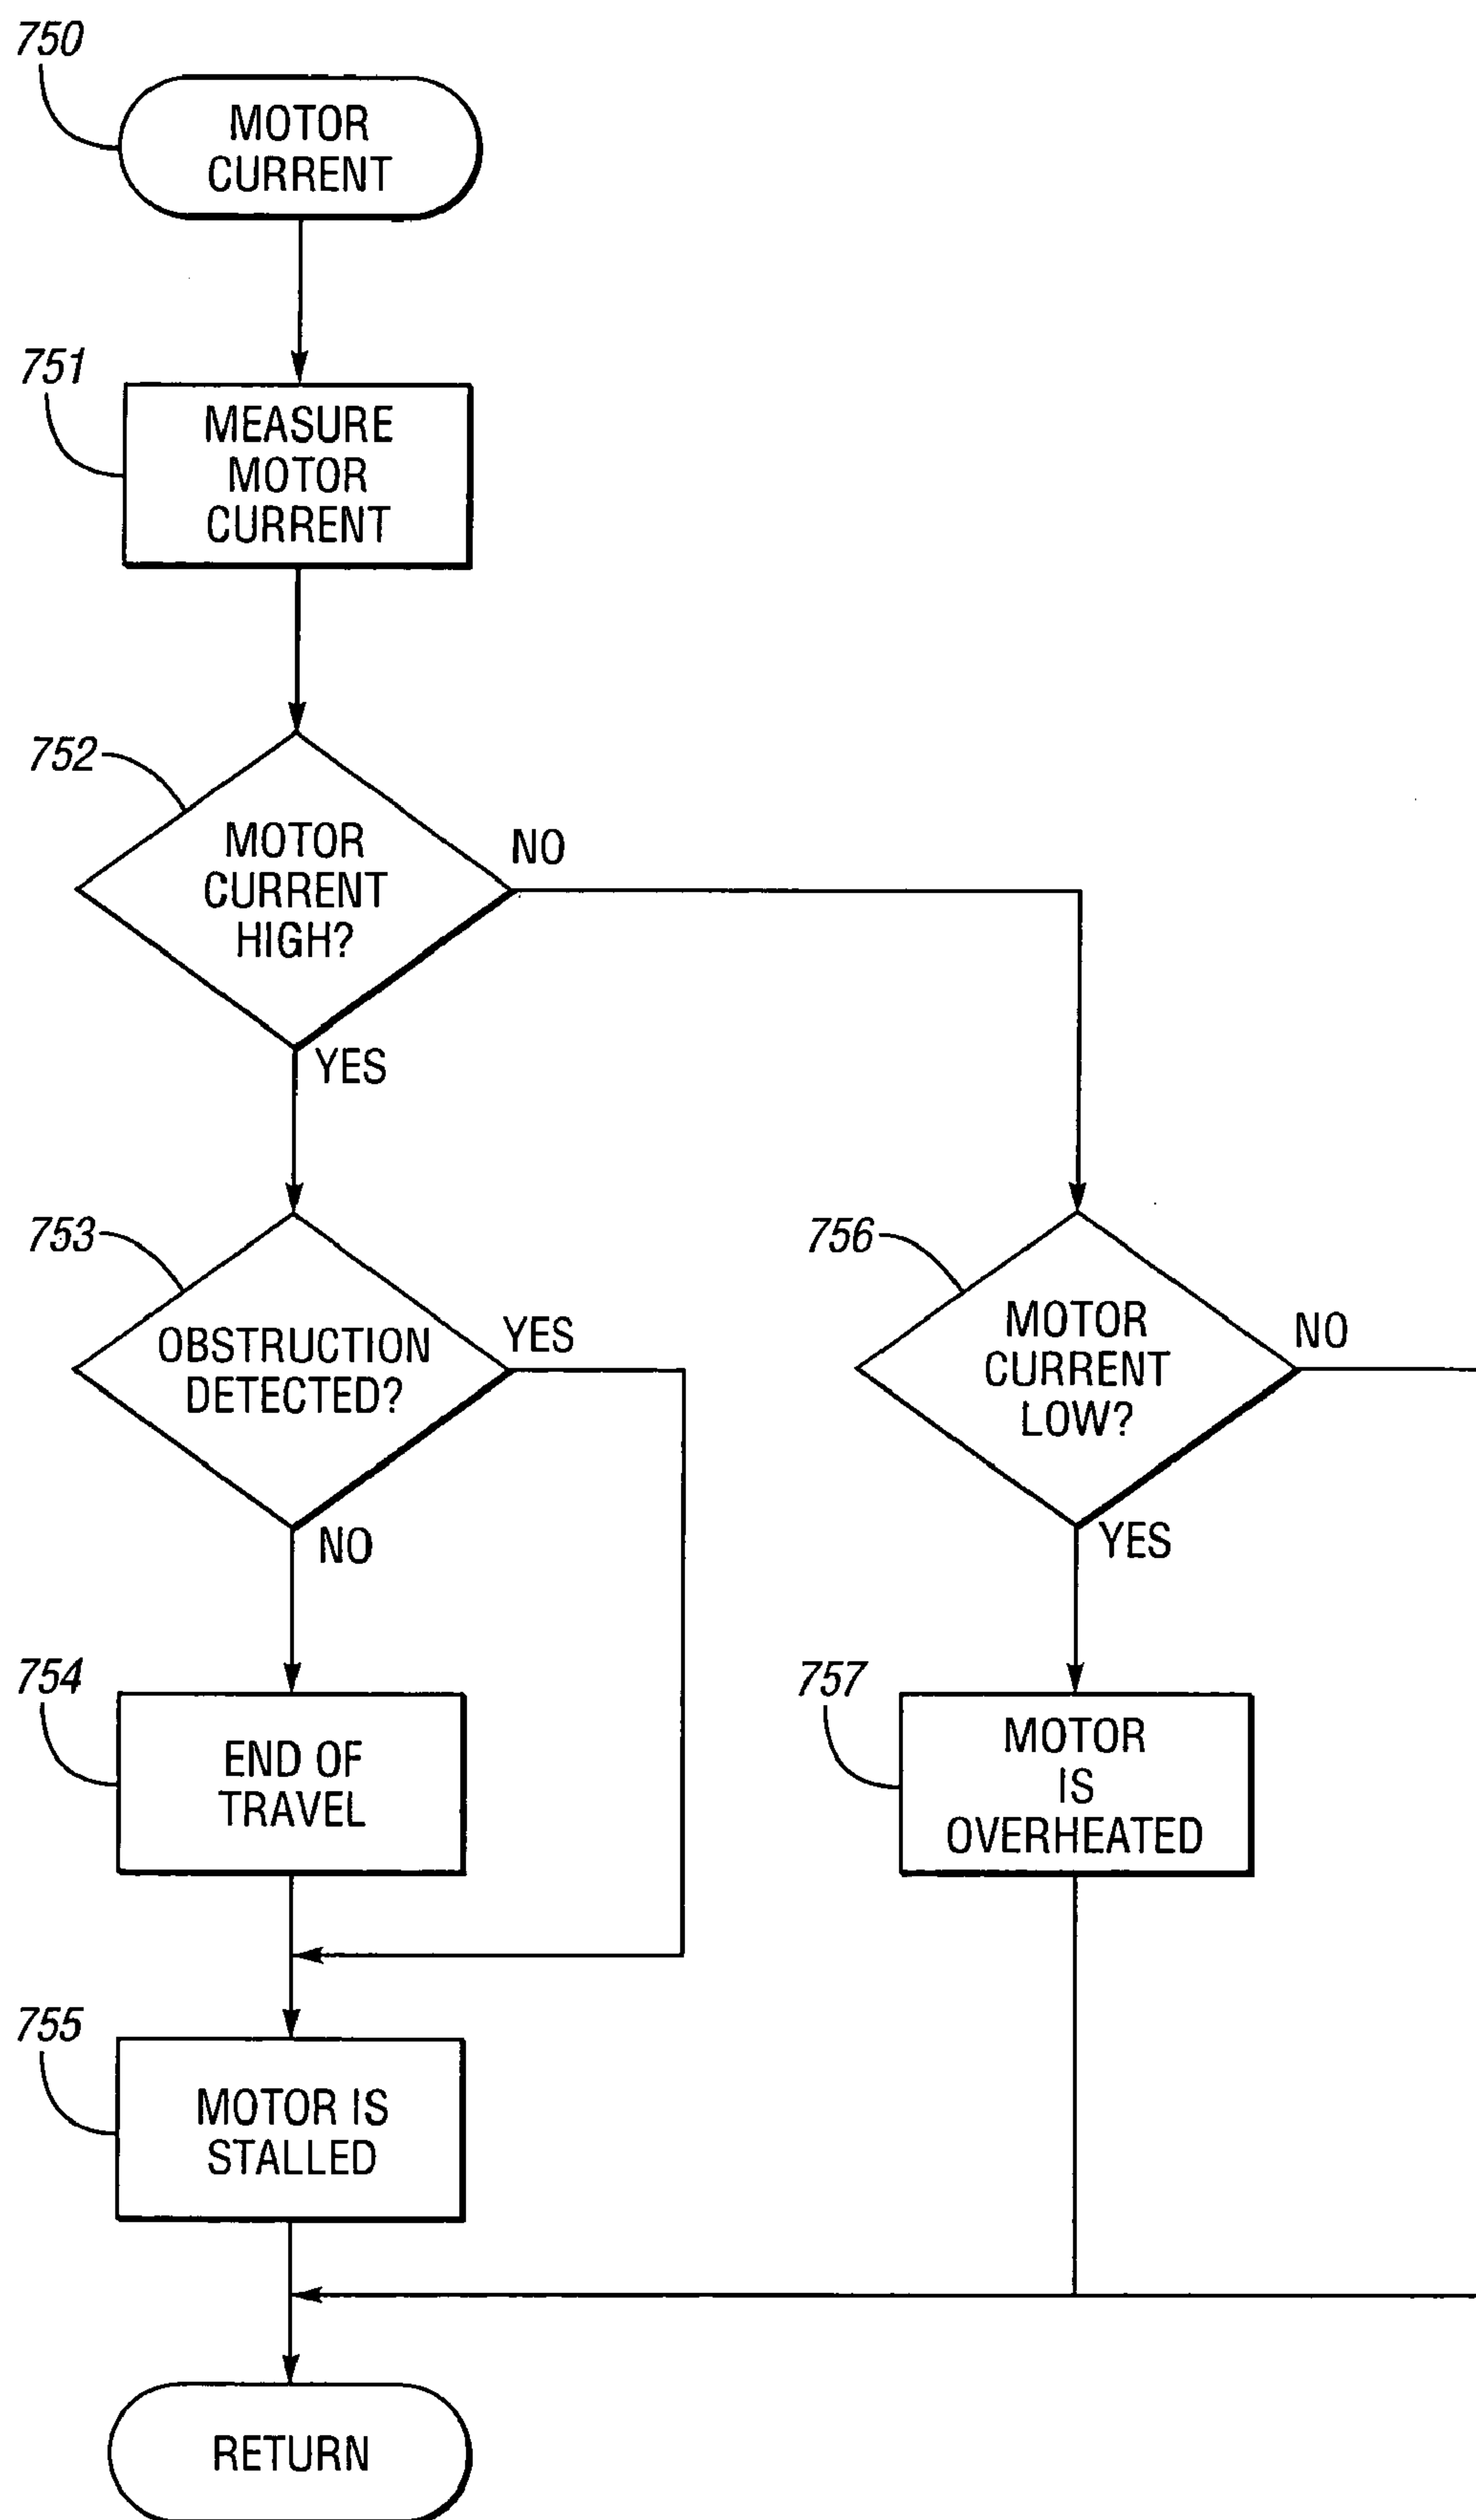 750
MOTOR
CURRENT
751
MEASURE
MOTOR
CURRENT
752
MOTOR
CURRENT
HIGH?
NO
YES
753
OBSTRUCTION
DETECTED?
YES
NO
756
MOTOR
CURRENT
LOW?
NO
YES
754
END OF
TRAVEL
757
MOTOR
IS
OVERHEATED
755
MOTOR IS
STALLED
RETURN